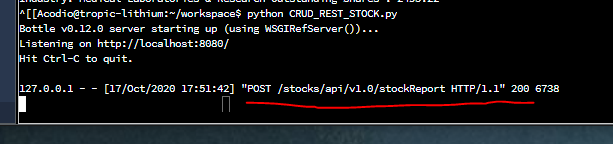 ^[[Acodio@tropic-lithium:~/workspace$ python CRUD_REST_STOCK.py
Bottle v0.12.0 server starting up (using WSGIRefServer())...
Listening on http://localhost:8080/
Hit Ctrl-C to quit.
127.0.0.1 - - [17/Oct/2020 17:51:42] "POST /stocks/api/v1.0/stockReport HTTP/1.1" 200 6738